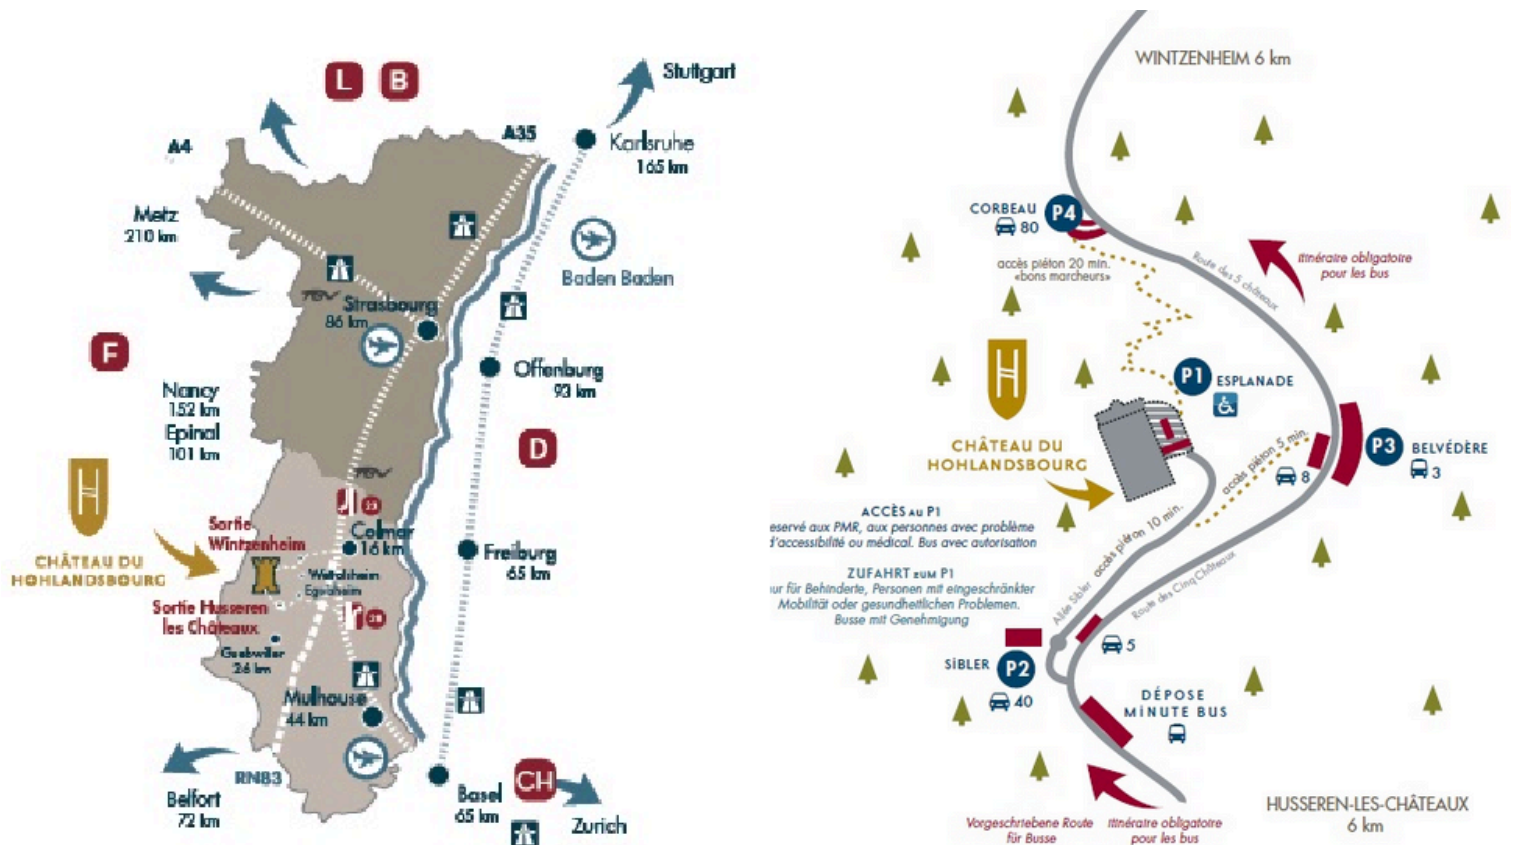 L B
Stuttgart
A4
A35
Karlsruhe
165 km
Metz
210 km
Baden Baden
TGV
Strasbourg
86 km
F
Nancy
152 km
Epinal
101 km
Offenburg
93 km
D
TGV
H
CHÂTEAU DU
HOHLANDSBOURG
Sortie
Wintzenheim
Colmar
16 km
Freiburg
65 km
Wettolsheim
Eguisheim
Sortie Husseren
les Châteaux
Guebwiller
26 km
Mulhouse
44 km
RN83
Belfort
72 km
CH
Basel
65 km
Zurich
WINTZENHEIM 6 km
CORBEAU
P4
80
accès piéton 20 min.
«bons marcheurs»
Route des 5 châteaux
itinéraire obligatoire
pour les bus
H
P1
ESPLANADE
CHÂTEAU DU
HOHLANDSBOURG
accès piéton 5 min.
P3
BELVÉDÈRE
8
3
ACCÈS AU P1
eservé aux PMR, aux personnes avec problème
d'accessibilité ou médical. Bus avec autorisation
accès piéton 10 min.
ZUFAHRT ZUM P1
ur für Behinderte, Personen mit eingeschränkter
Mobilität oder gesundheitlichen Problemen.
Busse mit Genehmigung
Allée Sibler
Route des Cinq Châteaux
5
SIBLER
P2
40
DÉPOSE
MINUTE BUS
HUSSEREN-LES-CHÂTEAUX
6 km
Vorgeschriebene Route
für Busse
itinéraire obligatoire
pour les bus